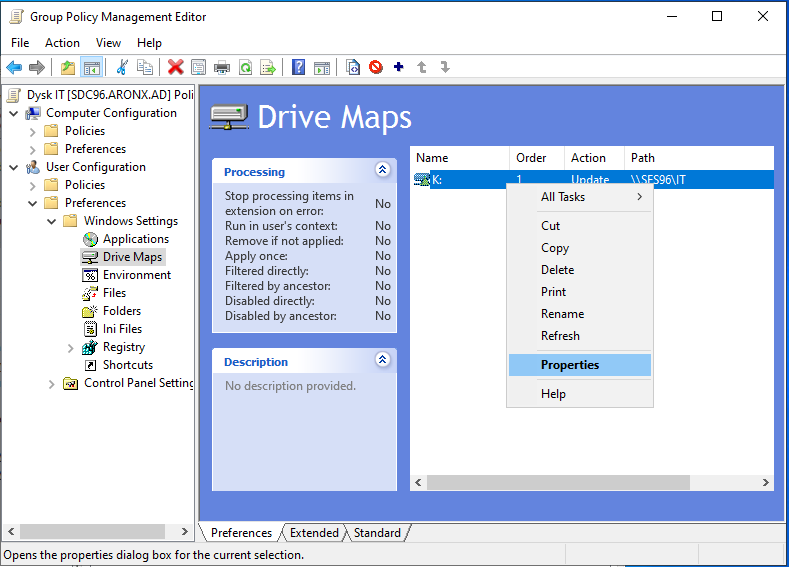 Group Policy Management Editor
File Action View Help
Dysk IT [SDC96.ARONX.AD] Poli
Computer Configuration
Policies
Preferences
User Configuration
Policies
Preferences
Windows Settings
Applications
Drive Maps
Environment
Files
Folders
Ini Files
Registry
Shortcuts
Control Panel Setting
Drive Maps
Processing
Stop processing items in
extension on error: No
Run in user's context: No
Remove if not applied: No
Apply once: No
Filtered directly: No
Filtered by ancestor: No
Disabled directly: No
Disabled by ancestor: No
Description
No description provided.
Name Order Action Path
K: 1 Update \\SFS96\IT
All Tasks
Cut
Copy
Delete
Print
Rename
Refresh
Properties
Help
Preferences Extended Standard
Opens the properties dialog box for the current selection.